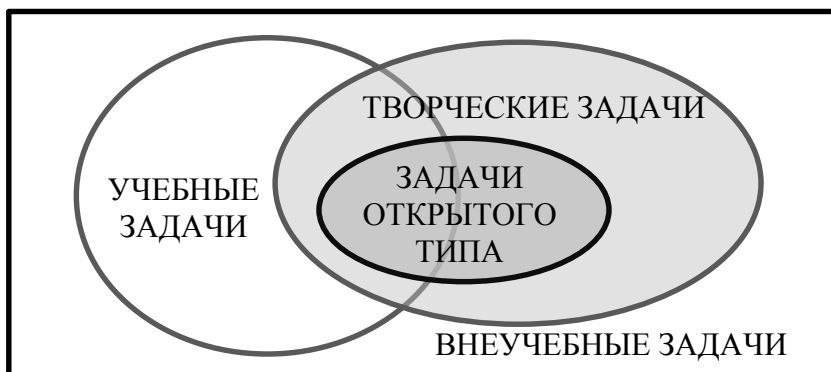 ТВОРЧЕСКИЕ ЗАДАЧИ
УЧЕБНЫЕ
ЗАДАЧИ
ЗАДАЧИ
ОТКРЫТОГО
ТИПА
ВНЕУЧЕБНЫЕ ЗАДАЧИ